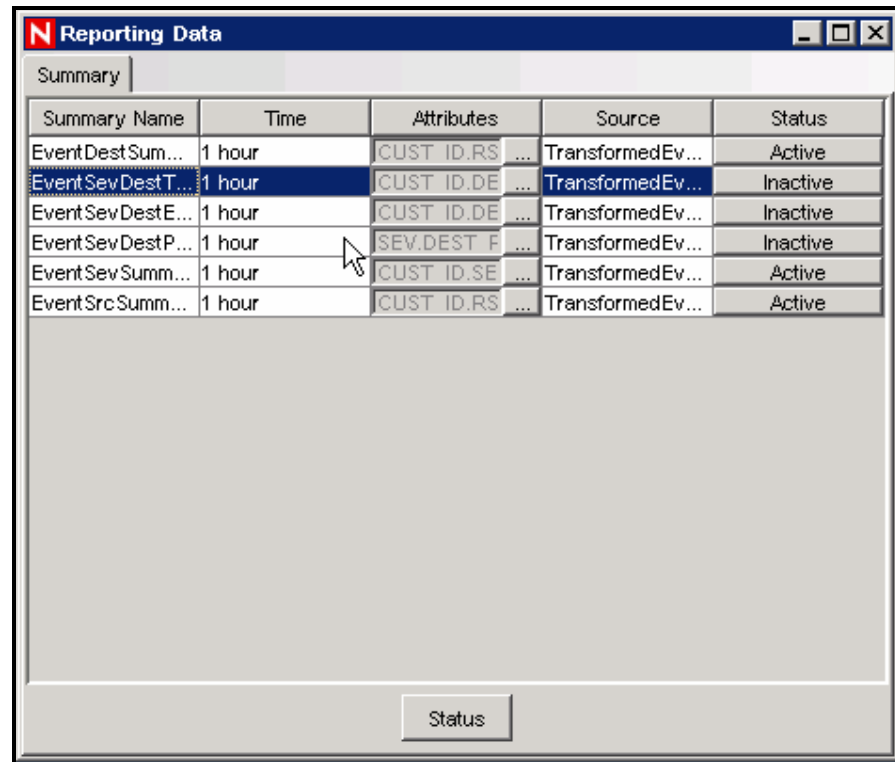 N Reporting Data
Summary
Summary Name Time Attributes Source Status
EventDestSum... 1 hour CUST_ID.RS ... TransformedEv... Active
EventSevDestT... 1 hour CUST_ID.DE ... TransformedEv... Inactive
EventSevDestE... 1 hour CUST_ID.DE ... TransformedEv... Inactive
EventSevDestP... 1 hour SEV.DEST_F ... TransformedEv... Inactive
EventSevSumm... 1 hour CUST_ID.SE ... TransformedEv... Active
EventSrcSumm... 1 hour CUST_ID.RS ... TransformedEv... Active
Status